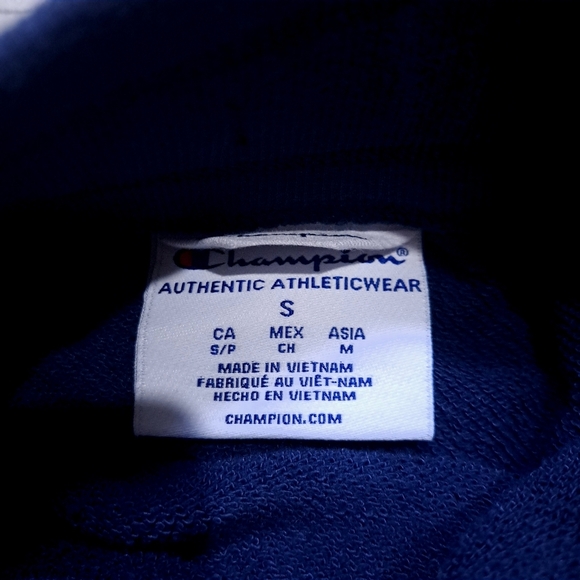 Champion®
AUTHENTIC ATHLETICWEAR
S
CA MEX ASIA
S/P CH M
MADE IN VIETNAM
FABRIQUÉ AU VIÊT-NAM
HECHO EN VIETNAM
CHAMPION.COM